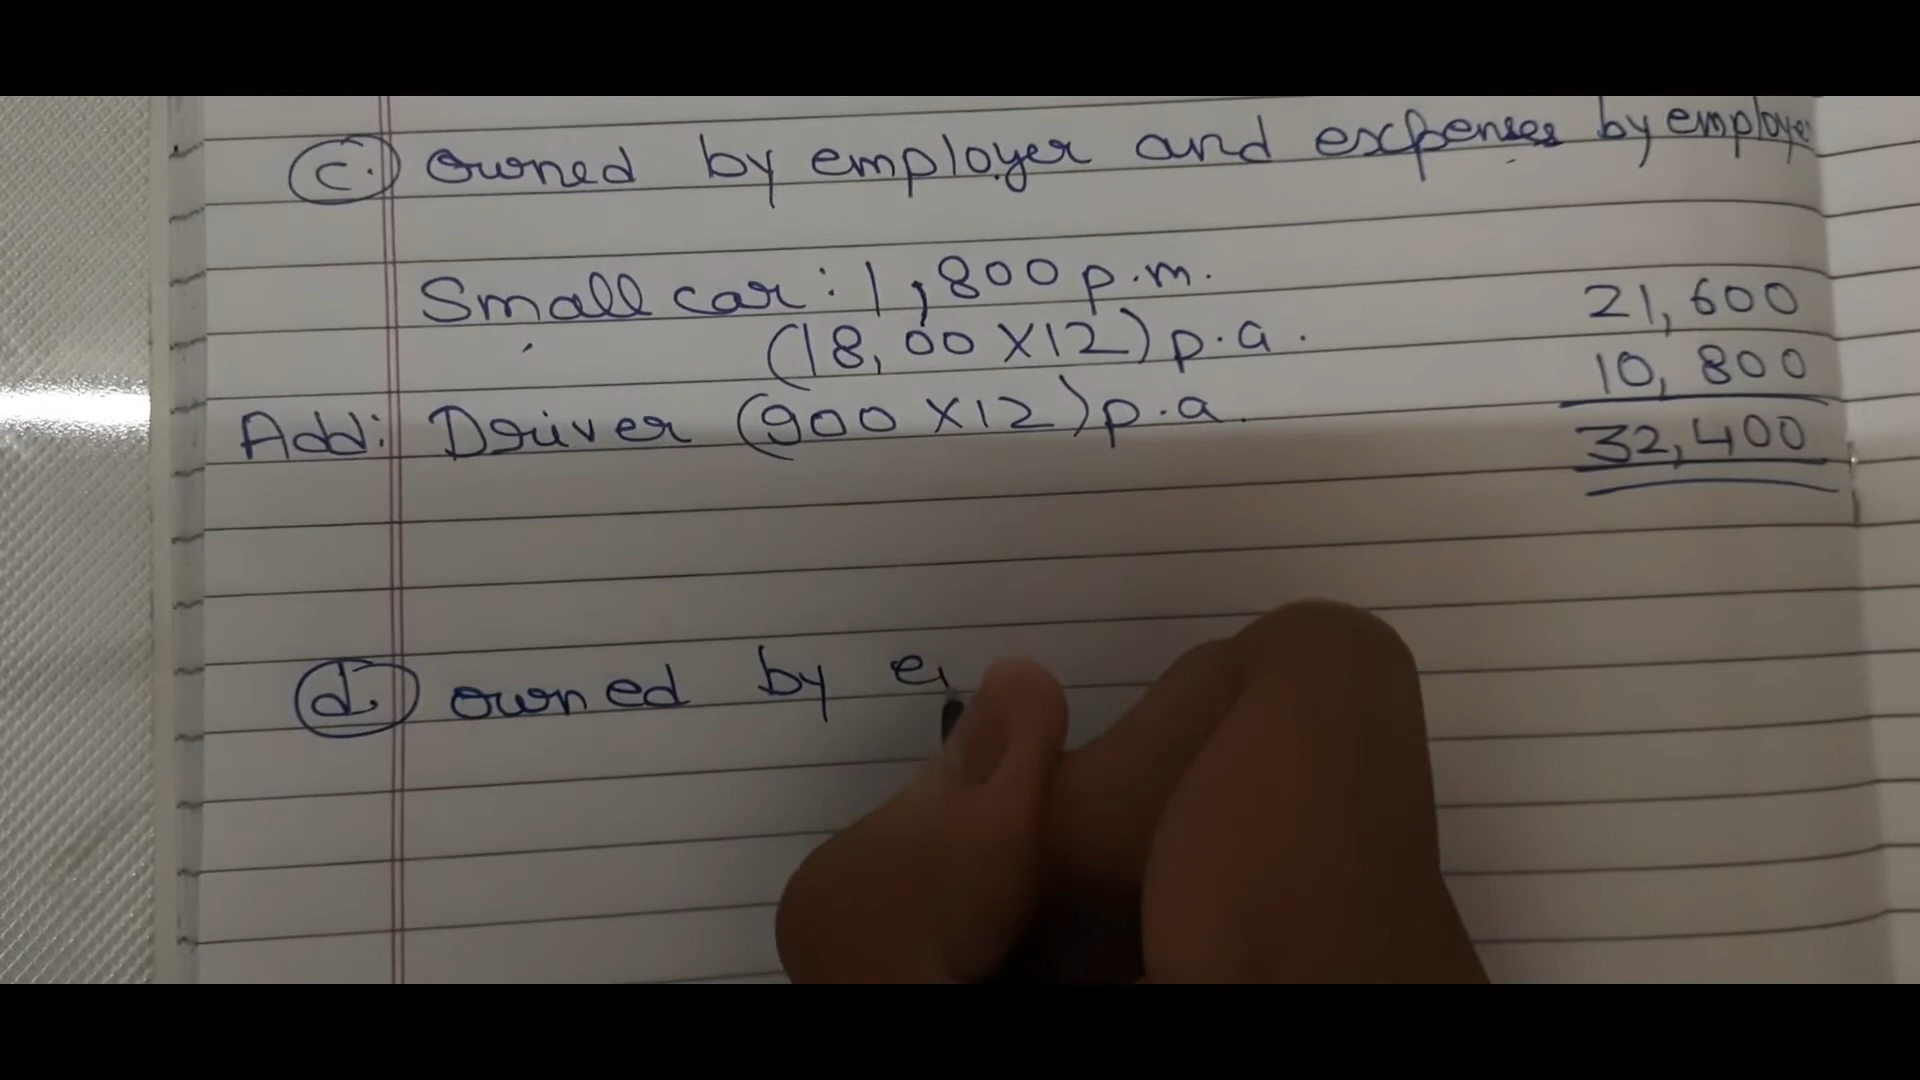 c. owned by employer and expenses by employe
Small car: 1,800 p.m.
(18,00 X12) p.a. 21,600
Add: Driver (900 X12) p.a. 10,800
32,400
d. owned by